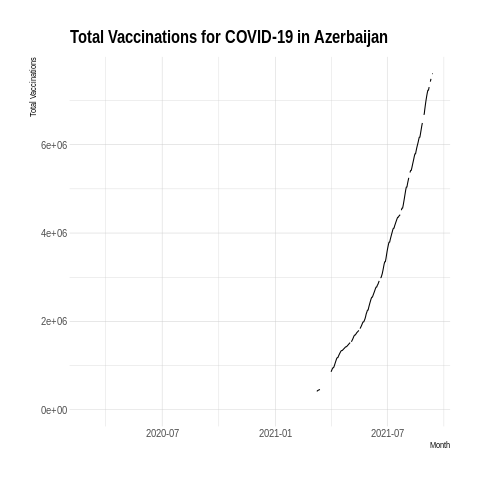 Total Vaccinations for COVID-19 in Azerbaijan
Total Vaccinations
6e+06
4e+06
2e+06
0e+00
2020-07
2021-01
2021-07
Month